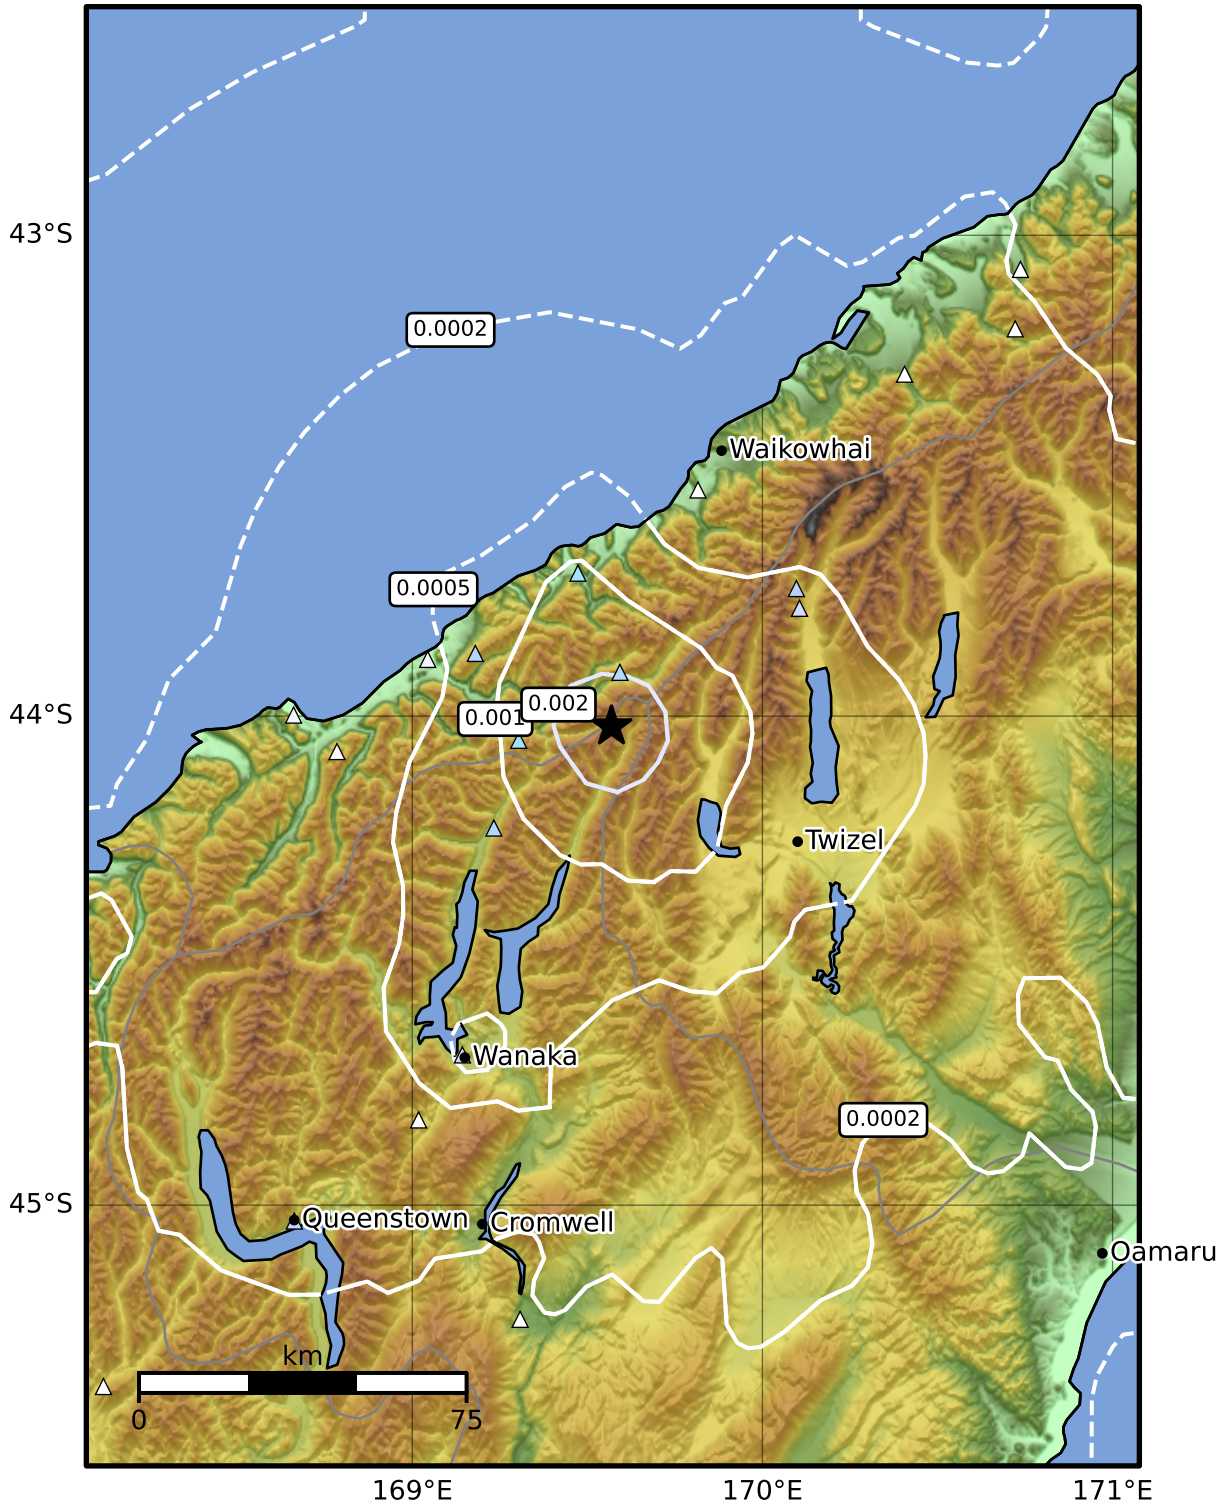 43°S
0.0002
Waikowhai
0.0005
44°S
0.002
0.001
Twizel
Wanaka
0.0002
45°S
Queenstown
Cromwell
Oamaru
km
0
75
169°E
170°E
171°E